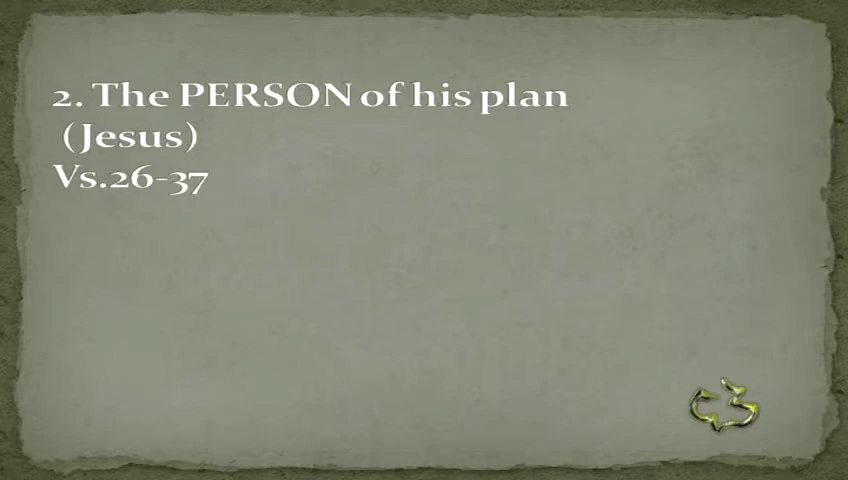 2. The PERSON of his plan
(Jesus)
Vs.26-37